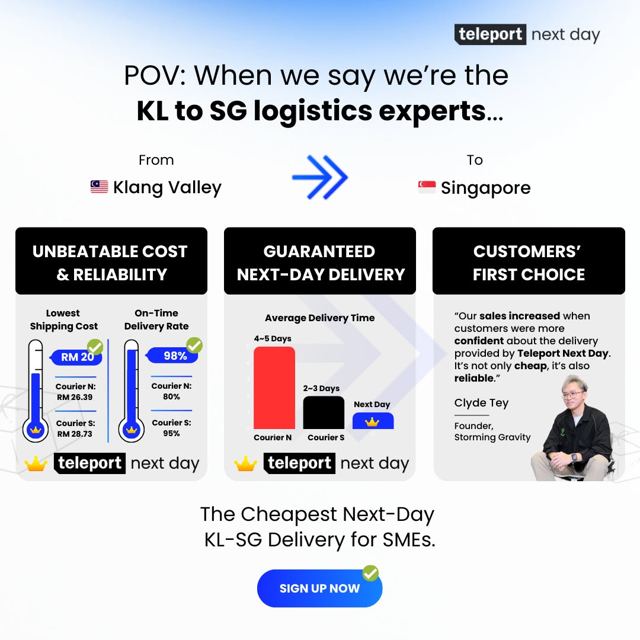 teleport next day
POV: When we say we're the
KL to SG logistics experts...
From
Klang Valley
To
Singapore
UNBEATABLE COST
& RELIABILITY
Lowest
Shipping Cost
RM 20
Courier N:
RM 26.39
Courier S:
RM 28.73
On-Time
Delivery Rate
98%
Courier N:
80%
Courier S:
95%
teleport next day
GUARANTEED
NEXT-DAY DELIVERY
Average Delivery Time
4-5 Days
2-3 Days
Next Day
Courier N
Courier S
teleport next day
CUSTOMERS'
FIRST CHOICE
"Our sales increased when
customers were more
confident about the delivery
provided by Teleport Next Day.
It's not only cheap, it's also
reliable."
Clyde Tey
Founder,
Storming Gravity
The Cheapest Next-Day
KL-SG Delivery for SMEs.
SIGN UP NOW